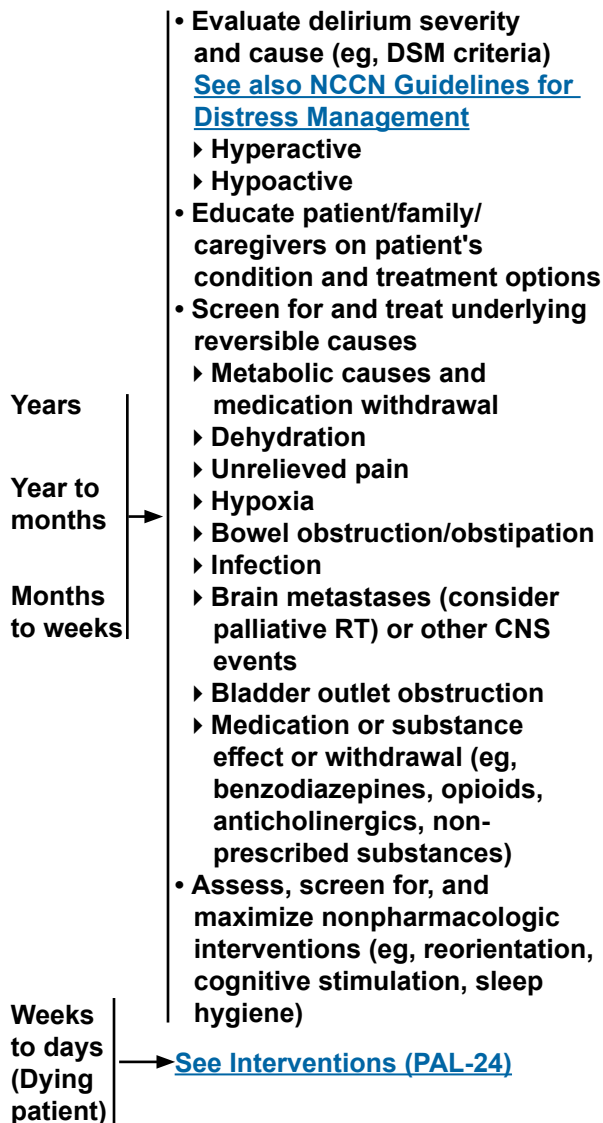 Years
Year to
months
Months
to weeks
• Evaluate delirium severity
and cause (eg, DSM criteria)
See also NCCN Guidelines for
Distress Management
‣ Hyperactive
‣ Hypoactive
• Educate patient/family/
caregivers on patient's
condition and treatment options
• Screen for and treat underlying
reversible causes
‣ Metabolic causes and
medication withdrawal
‣ Dehydration
‣ Unrelieved pain
‣ Hypoxia
‣ Bowel obstruction/obstipation
‣ Infection
‣ Brain metastases (consider
palliative RT) or other CNS
events
‣ Bladder outlet obstruction
‣ Medication or substance
effect or withdrawal (eg,
benzodiazepines, opioids,
anticholinergics, non-
prescribed substances)
• Assess, screen for, and
maximize nonpharmacologic
interventions (eg, reorientation,
cognitive stimulation, sleep
hygiene)
Weeks
to days
(Dying
patient)
See Interventions (PAL-24)